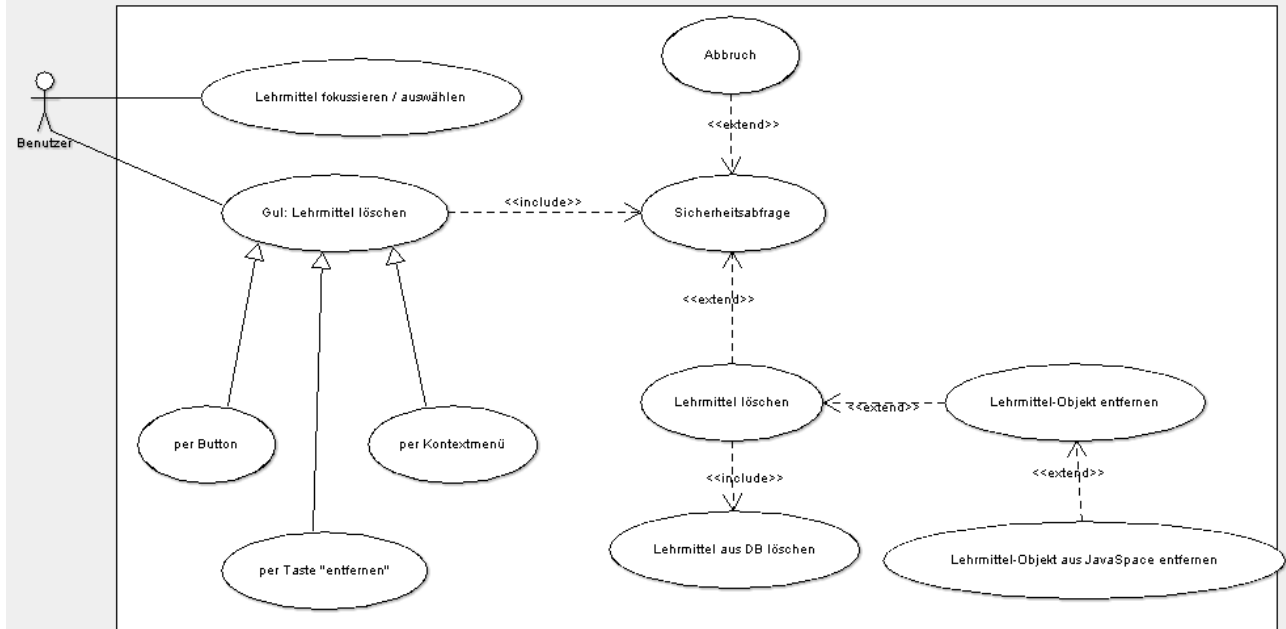 Abbruch
Lehrmittel fokussieren / auswählen
<<extend>>
Benutzer
<<include>>
GuI: Lehrmittel löschen
Sicherheitsabfrage
<<extend>>
Lehrmittel löschen
<<extend>>
Lehrmittel-Objekt entfernen
per Button
per Kontextmenü
<<include>>
<<extend>>
Lehrmittel aus DB löschen
Lehrmittel-Objekt aus JavaSpace entfernen
per Taste "entfernen"